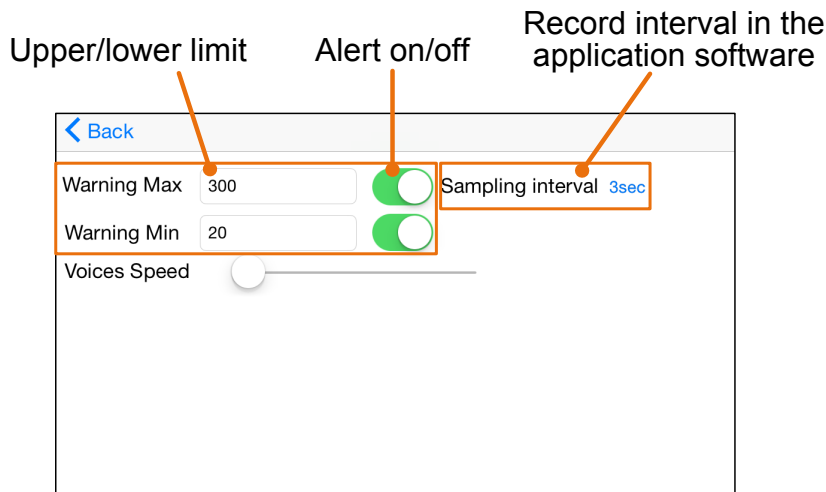 Upper/lower limit
Alert on/off
Record interval in the
application software
Back
Warning Max 300
Sampling interval 3sec
Warning Min 20
Voices Speed